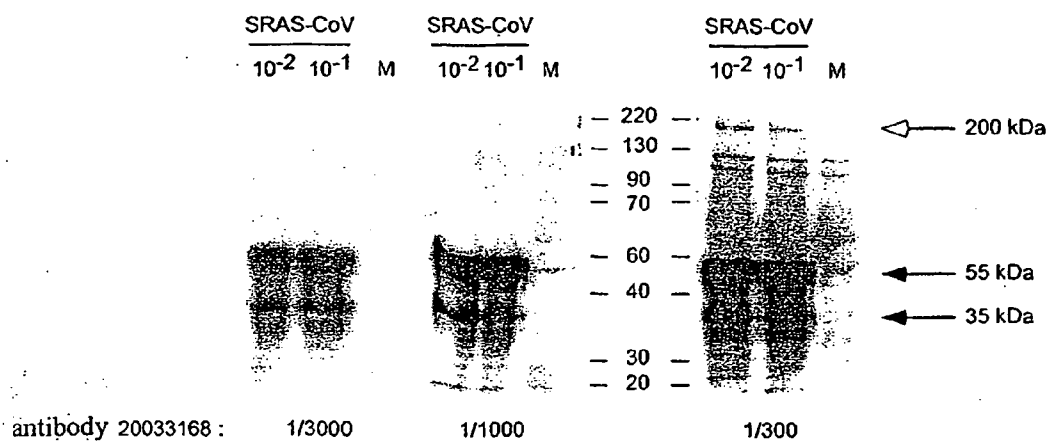 SRAS-CoV SRAS-CoV SRAS-CoV
10-2 10-1 M 10-2 10-1 M 10-2 10-1 M
220
200 kDa
130
90
70
60
55 kDa
40
35 kDa
30
20
antibody 20033168 : 1/3000 1/1000 1/300